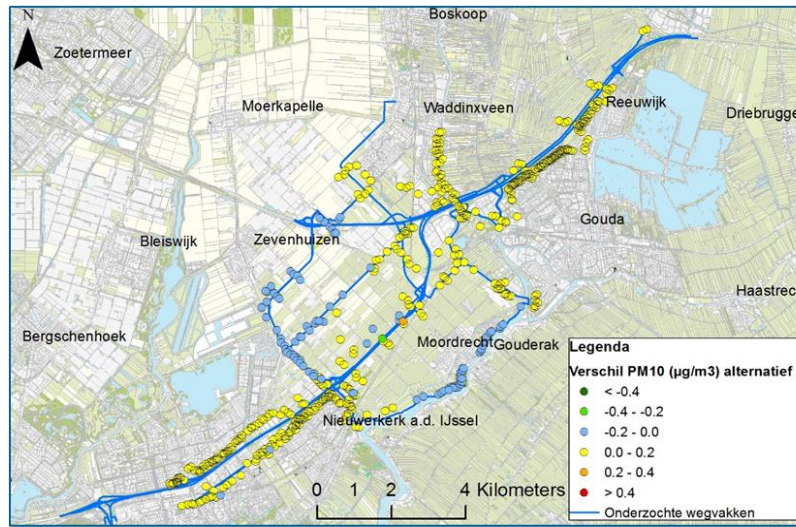 Boskoop
N
Zoetermeer
Moerkapelle
Waddinxveen
Reeuwijk
Driebrugge
Gouda
Bleiswijk
Zevenhuizen
Haastrec
Bergschenhoek
Moordrecht
Gouderak
Nieuwerkerk a.d. IJssel
0 1 2 4 Kilometers
Legenda
Verschil PM10 (µg/m3) alternatief
< -0.4
-0.4 - -0.2
-0.2 - 0.0
0.0 - 0.2
0.2 - 0.4
> 0.4
Onderzochte wegvakken